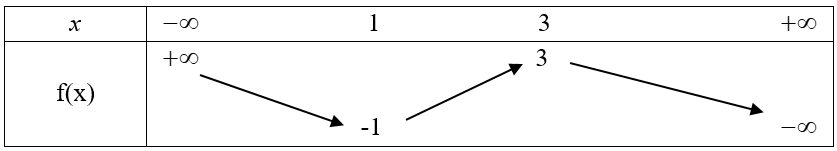 x −∞ 1 3 +∞
+∞ 3
f(x)
-1 −∞